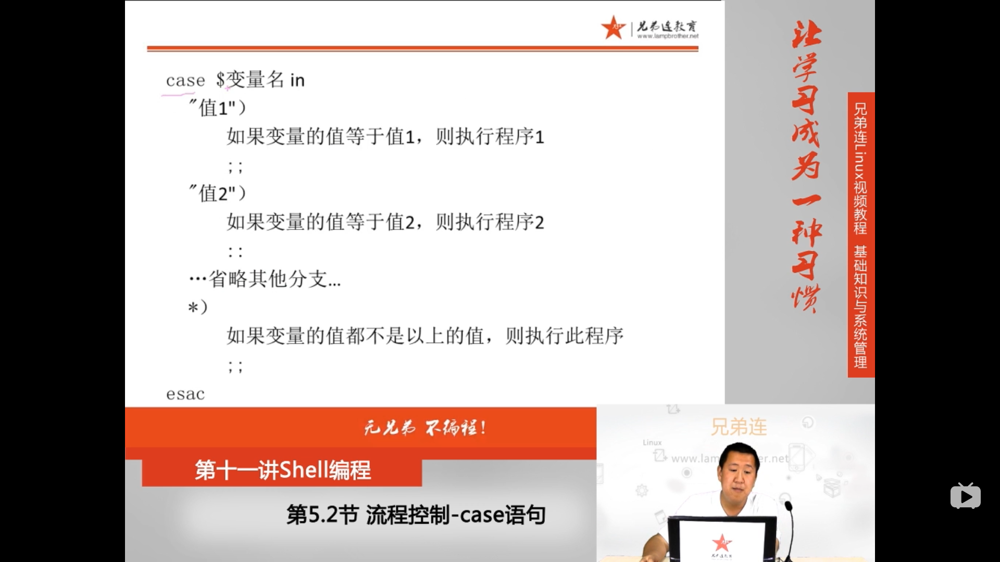 兄弟连教育
www.lampbrother.net
case $变量名 in
"值1"）
如果变量的值等于值1，则执行程序1
;;
"值2"）
如果变量的值等于值2，则执行程序2
::
…省略其他分支...
*）
如果变量的值都不是以上的值，则执行此程序
;;
esac
让学习成为一种习惯
兄弟连Linux视频教程 基础知识与系统管理
无兄弟 不编程！
第十一讲Shell编程
第5.2节 流程控制-case语句
兄弟连
Linux
www.lam er.net
兄弟连教育